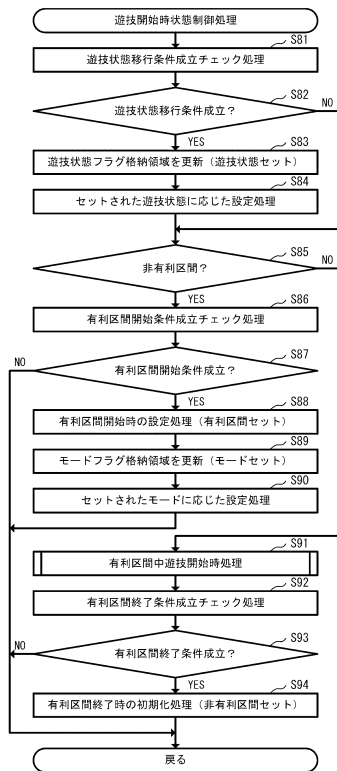 遊技開始時状態制御処理
S81
遊技状態移行条件成立チェック処理
S82
遊技状態移行条件成立?
NO
YES
S83
遊技状態フラグ格納領域を更新(遊技状態セット)
S84
セットされた遊技状態に応じた設定処理
S85
非有利区間?
NO
YES
S86
有利区間開始条件成立チェック処理
S87
有利区間開始条件成立?
NO
YES
S88
有利区間開始時の設定処理(有利区間セット)
S89
モードフラグ格納領域を更新(モードセット)
S90
セットされたモードに応じた設定処理
S91
有利区間中遊技開始時処理
S92
有利区間終了条件成立チェック処理
S93
有利区間終了条件成立?
NO
YES
S94
有利区間終了時の初期化処理(非有利区間セット)
戻る